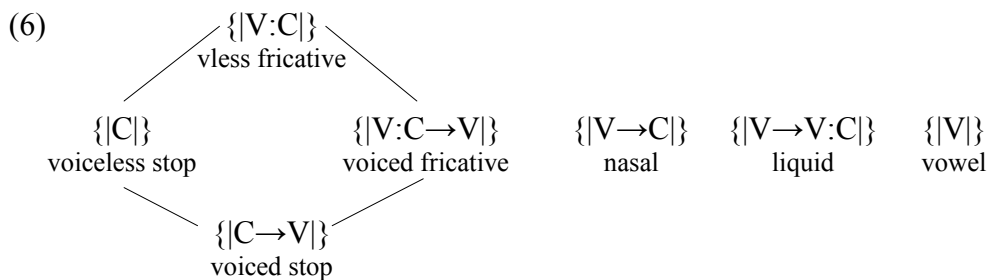 (6) {|V:C|}
vless fricative
{|C|} {|V:C→V|} {|V→C|} {|V→V:C|} {|V|}
voiceless stop voiced fricative nasal liquid vowel
{|C→V|}
voiced stop